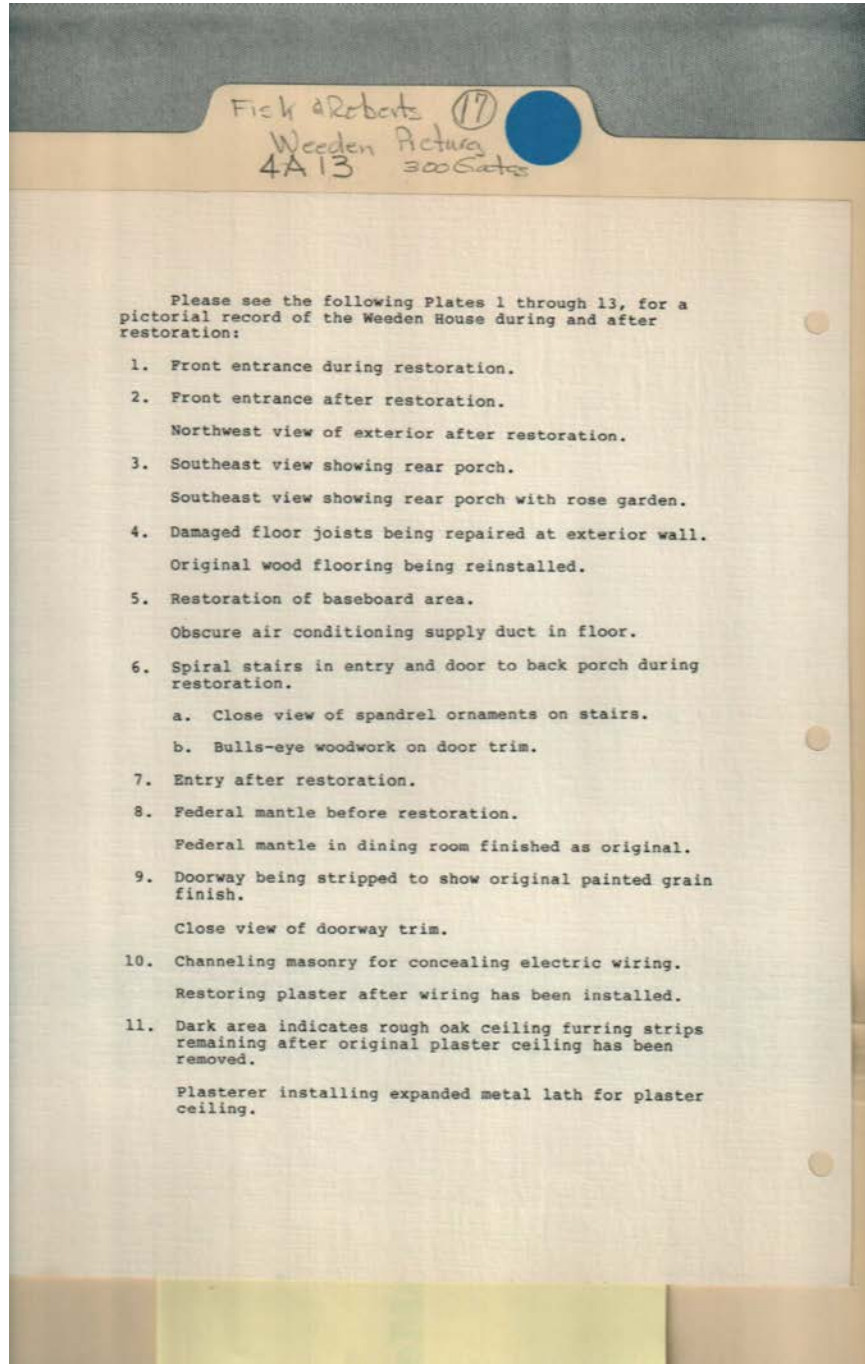 Fisk & Roberts 17
Weeden Picture
4A13 300 Gates
Please see the following Plates 1 through 13, for a
pictorial record of the Weeden House during and after
restoration:
1. Front entrance during restoration.
2. Front entrance after restoration.
Northwest view of exterior after restoration.
3. Southeast view showing rear porch.
Southeast view showing rear porch with rose garden.
4. Damaged floor joists being repaired at exterior wall.
Original wood flooring being reinstalled.
5. Restoration of baseboard area.
Obscure air conditioning supply duct in floor.
6. Spiral stairs in entry and door to back porch during
restoration.
a. Close view of spandrel ornaments on stairs.
b. Bulls-eye woodwork on door trim.
7. Entry after restoration.
8. Federal mantle before restoration.
Federal mantle in dining room finished as original.
9. Doorway being stripped to show original painted grain
finish.
Close view of doorway trim.
10. Channeling masonry for concealing electric wiring.
Restoring plaster after wiring has been installed.
11. Dark area indicates rough oak ceiling furring strips
remaining after original plaster ceiling has been
removed.
Plasterer installing expanded metal lath for plaster
ceiling.